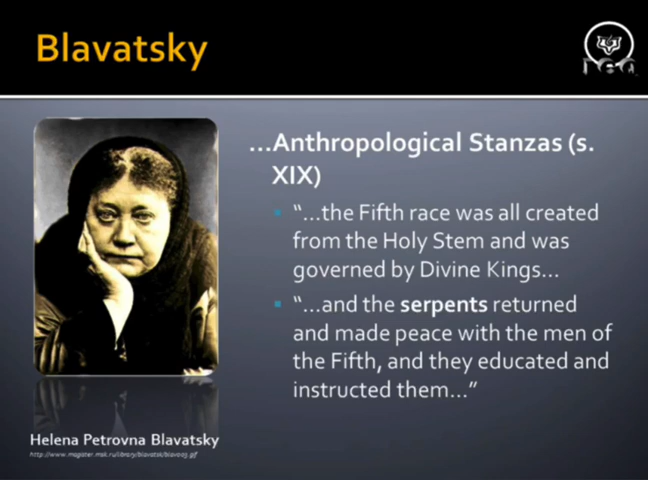 Blavatsky
...Anthropological Stanzas (s.
XIX)
"...the Fifth race was all created
from the Holy Stem and was
governed by Divine Kings...
"...and the serpents returned
and made peace with the men of
the Fifth, and they educated and
instructed them..."
Helena Petrovna Blavatsky